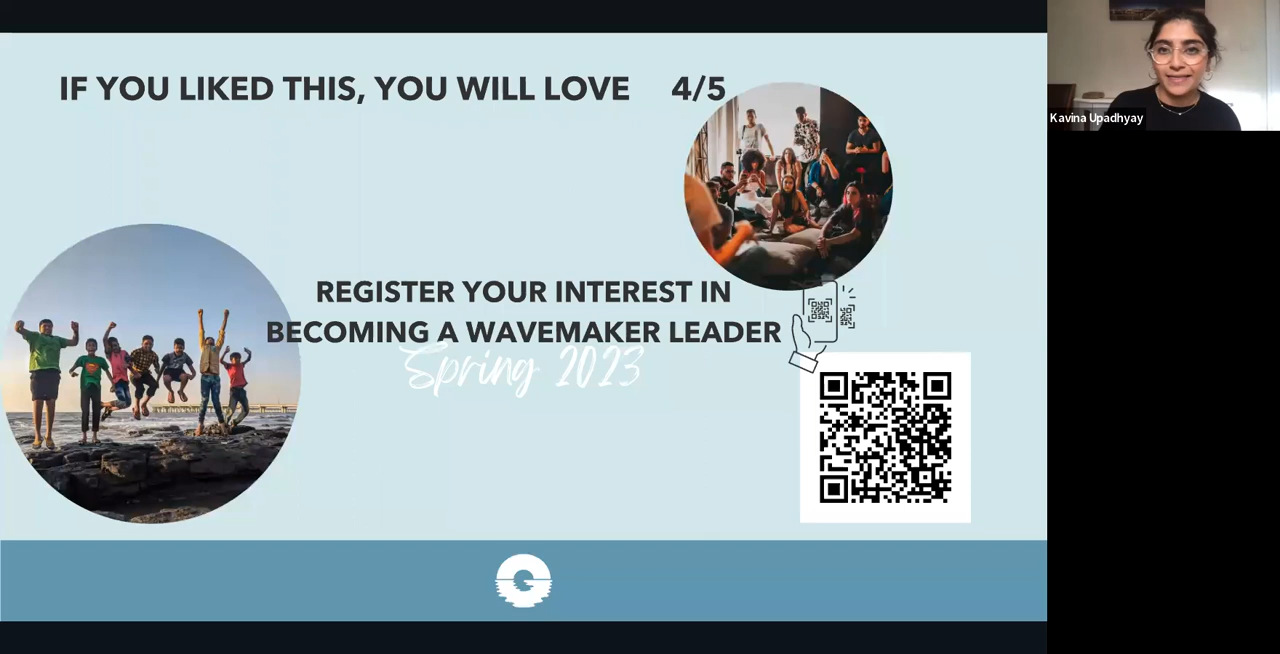 IF YOU LIKED THIS, YOU WILL LOVE 4/5
Kavina Upadhyay
REGISTER YOUR INTEREST IN
BECOMING A WAVEMAKER LEADER
Spring 2023